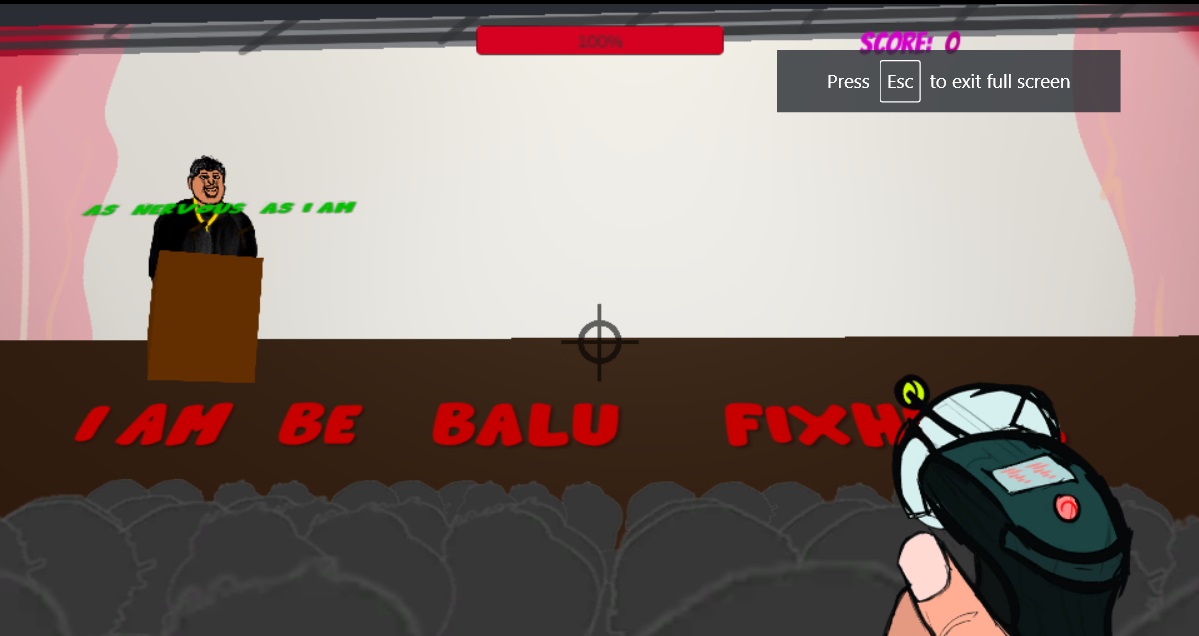 100%
SCORE: 0
Press Esc to exit full screen
AS NERVOUS AS I AM
I AM BE BALU